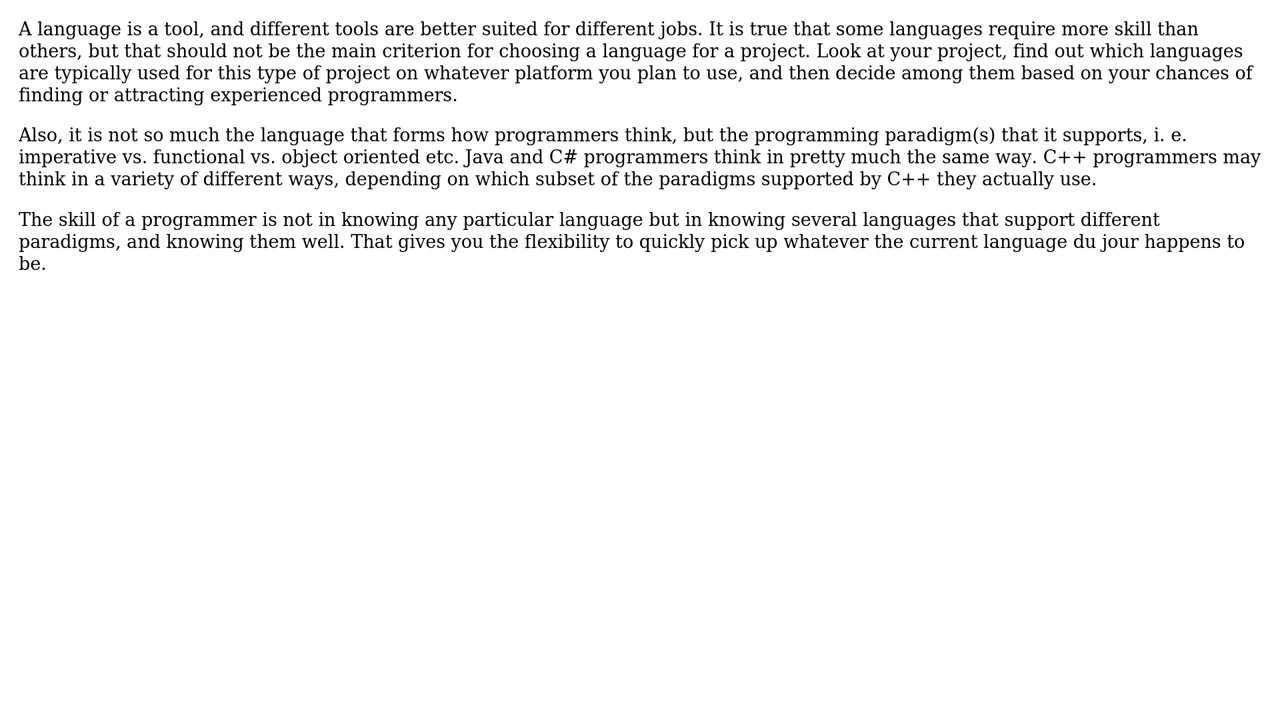 A language is a tool, and different tools are better suited for different jobs. It is true that some languages require more skill than
others, but that should not be the main criterion for choosing a language for a project. Look at your project, find out which languages
are typically used for this type of project on whatever platform you plan to use, and then decide among them based on your chances of
finding or attracting experienced programmers.
Also, it is not so much the language that forms how programmers think, but the programming paradigm(s) that it supports, i. e.
imperative vs. functional vs. object oriented etc. Java and C# programmers think in pretty much the same way. C++ programmers may
think in a variety of different ways, depending on which subset of the paradigms supported by C++ they actually use.
The skill of a programmer is not in knowing any particular language but in knowing several languages that support different
paradigms, and knowing them well. That gives you the flexibility to quickly pick up whatever the current language du jour happens to
be.